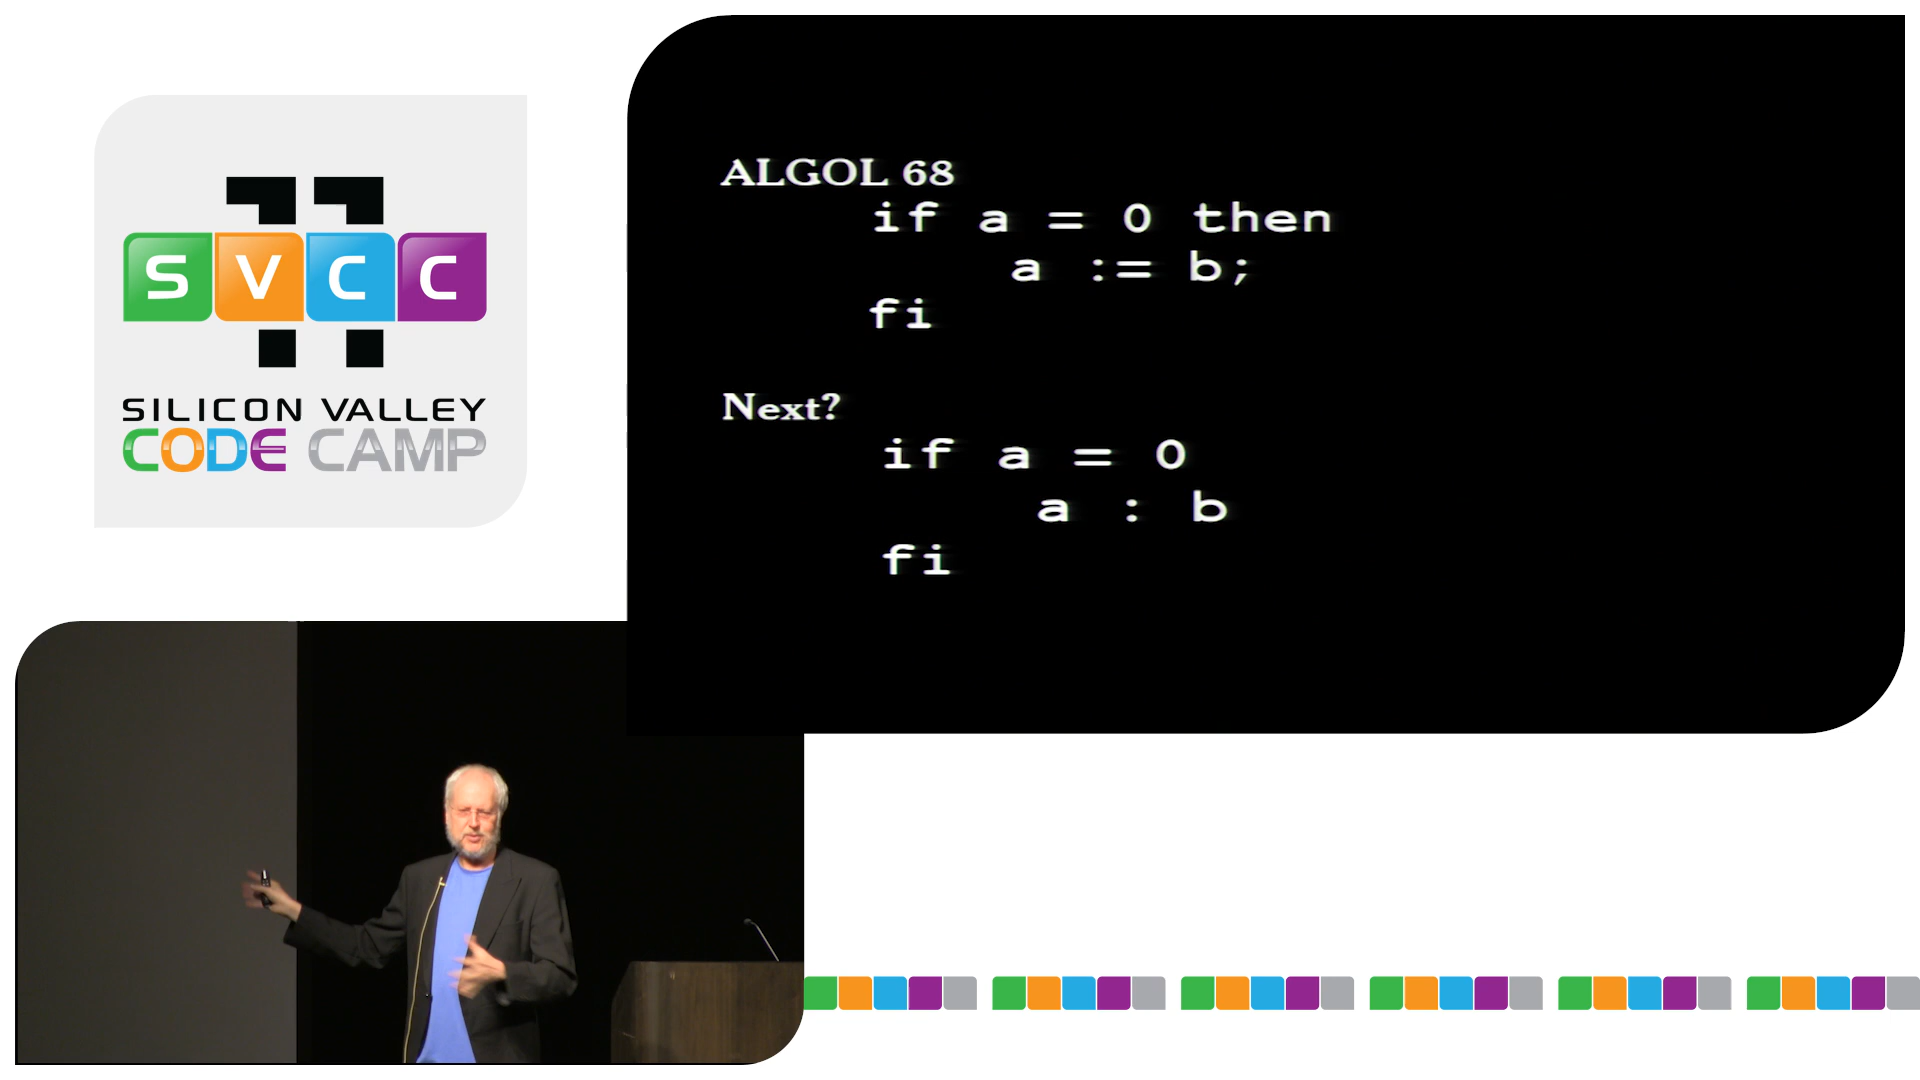 SVCC
SILICON VALLEY
CODE CAMP
ALGOL 68
if a = 0 then
a := b;
fi
Next?
if a = 0
a : b
fi